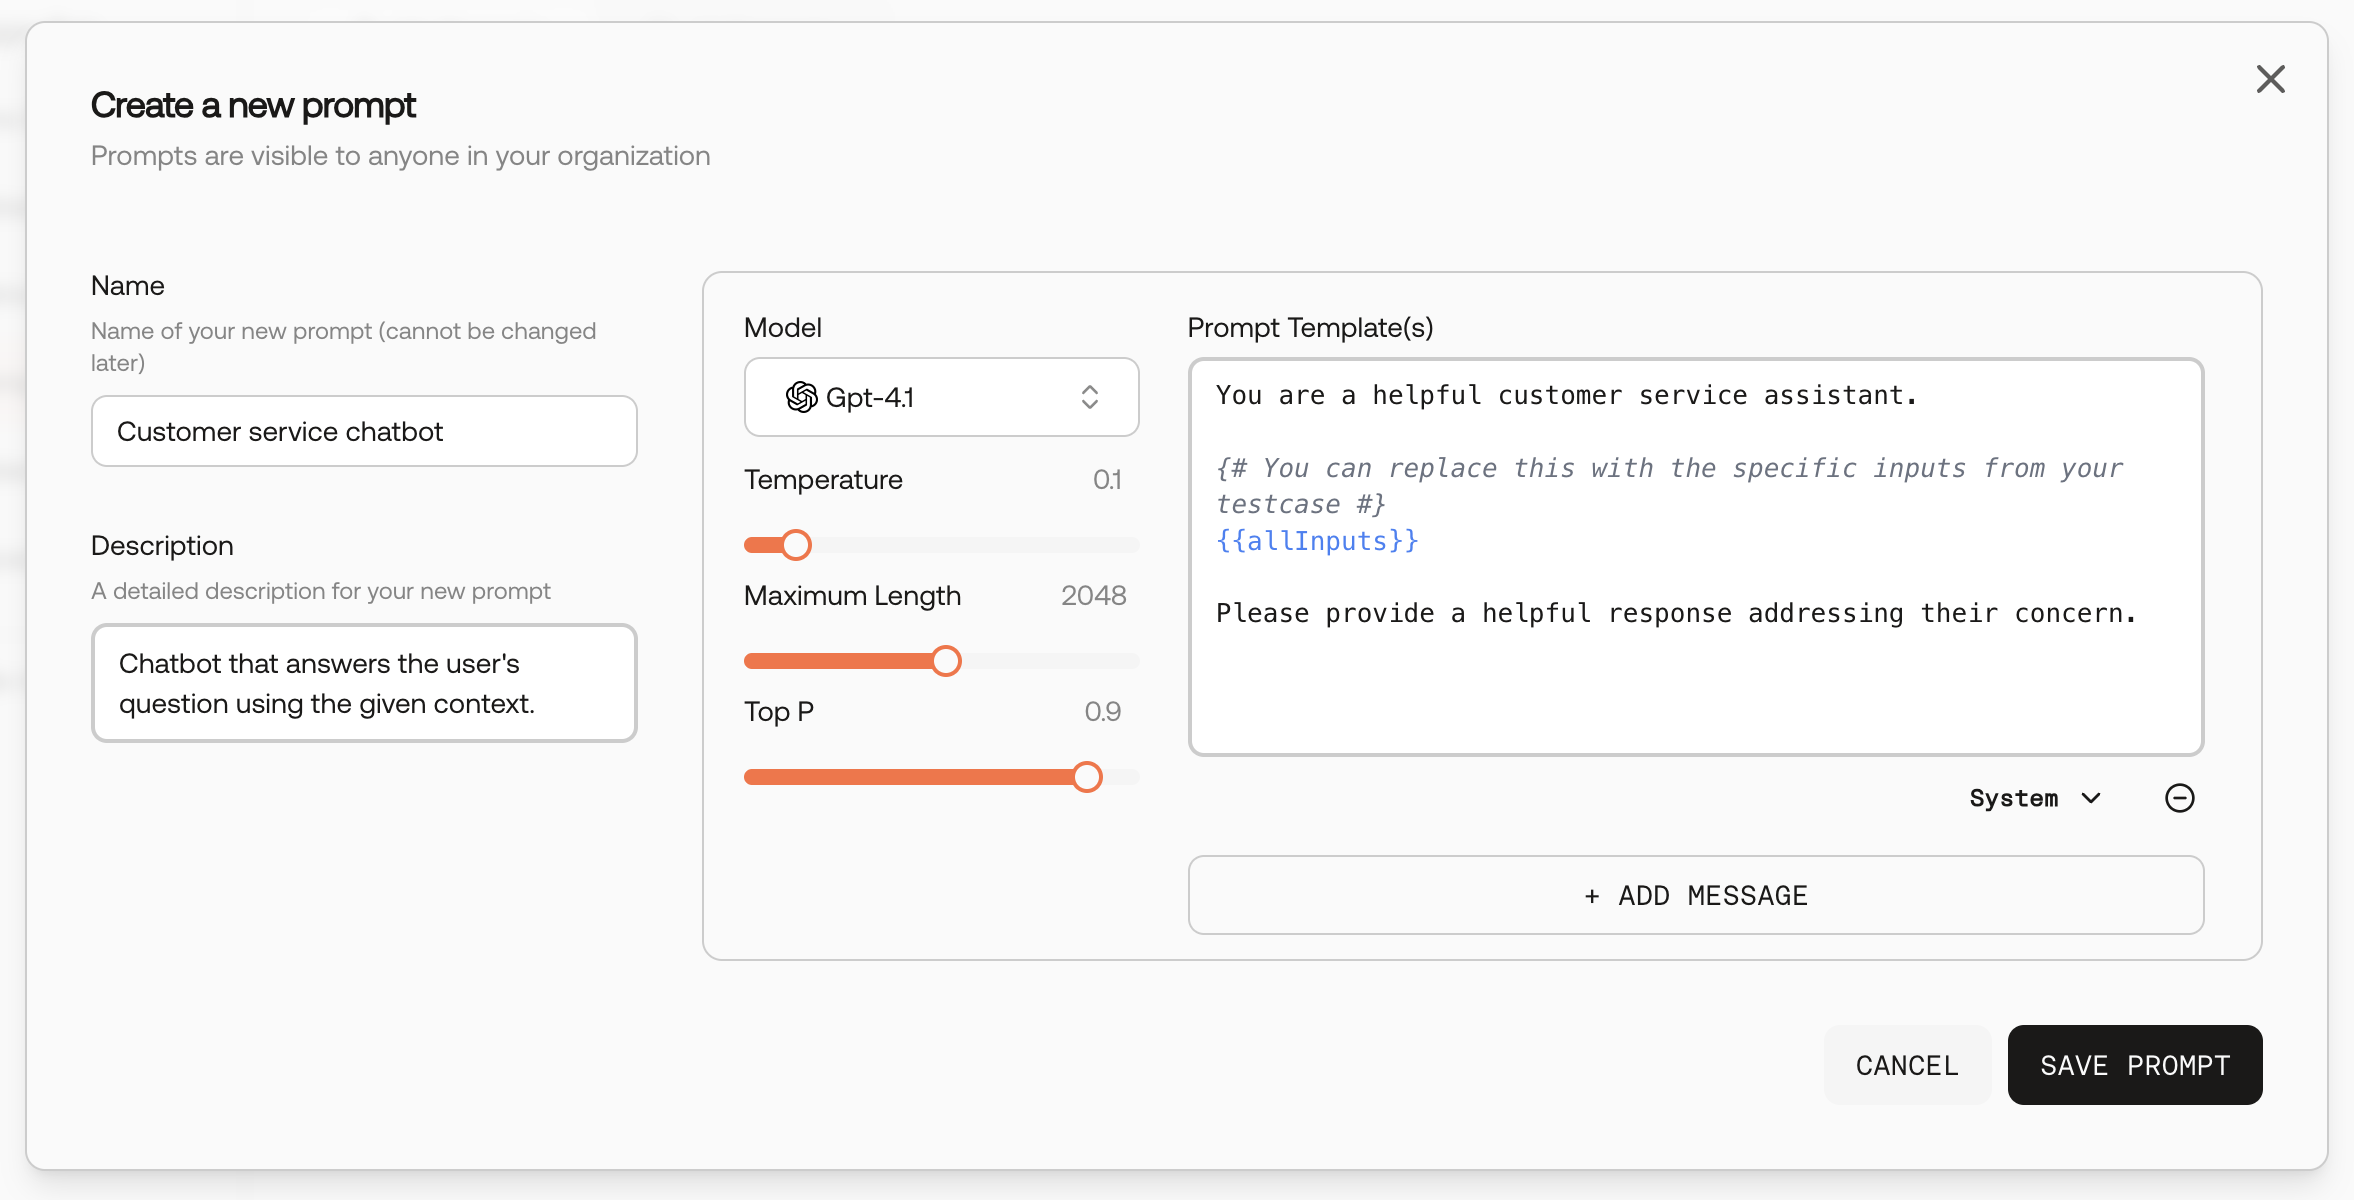 Create a new prompt
Prompts are visible to anyone in your organization
Name
Name of your new prompt (cannot be changed
later)
Customer service chatbot
Description
A detailed description for your new prompt
Chatbot that answers the user's
question using the given context.
Model
Gpt-4.1
Temperature 0.1
Maximum Length 2048
Top P 0.9
Prompt Template(s)
You are a helpful customer service assistant.
{# You can replace this with the specific inputs from your
testcase #}
{{allInputs}}
Please provide a helpful response addressing their concern.
System
+ ADD MESSAGE
CANCEL
SAVE PROMPT